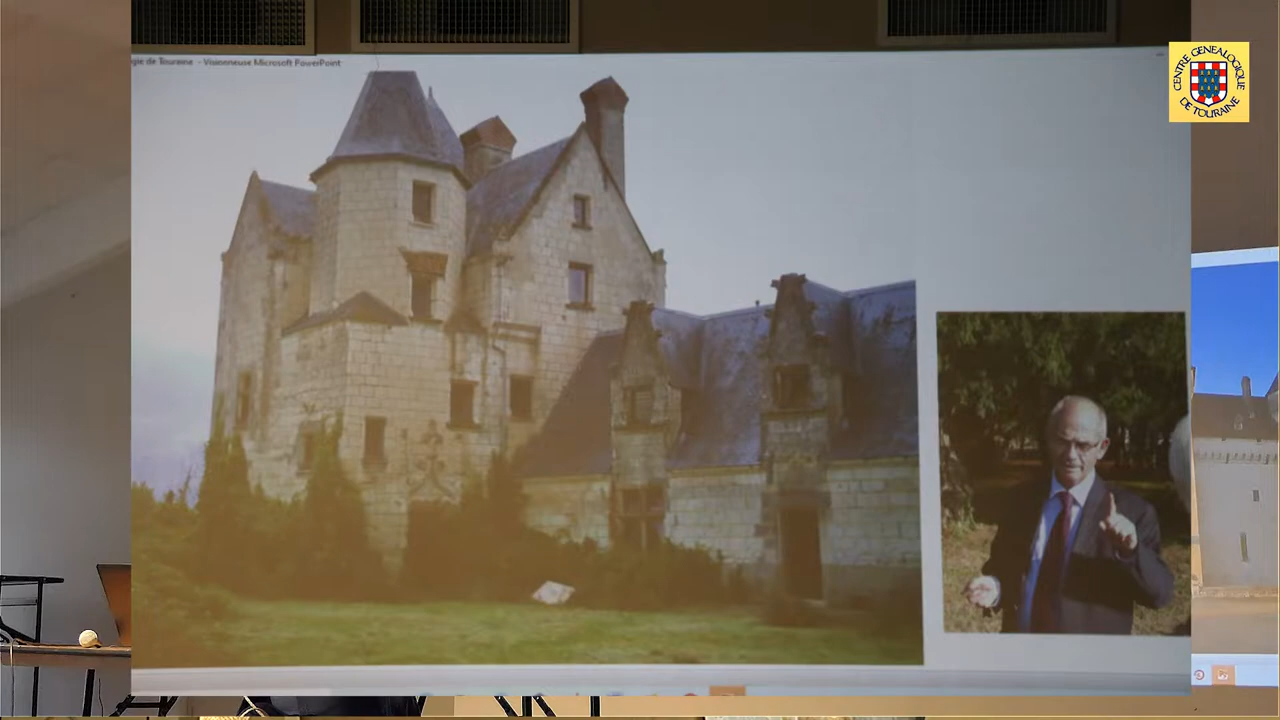 gie de Touraine - Visionneuse Microsoft PowerPoint
CENTRE GENEALOGIQUE
DE TOURAINE